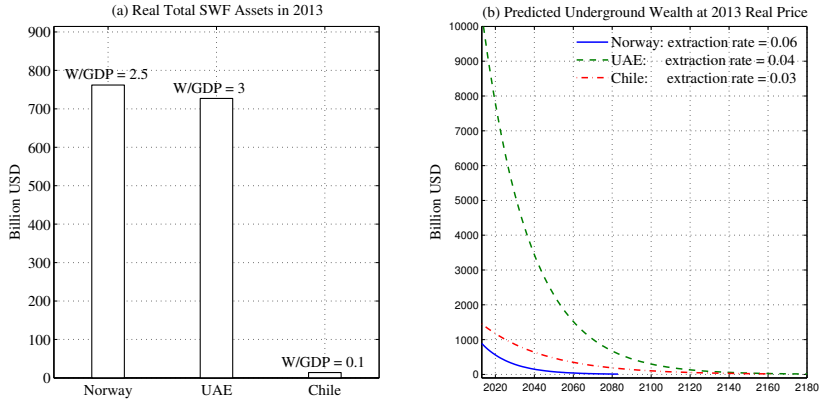 (a) Real Total SWF Assets in 2013
900
800
700
600
500
400
300
200
100
0
Billion USD
W/GDP = 2.5
W/GDP = 3
W/GDP = 0.1
Norway
UAE
Chile
(b) Predicted Underground Wealth at 2013 Real Price
10000
9000
8000
7000
6000
5000
4000
3000
2000
1000
0
Billion USD
Norway: extraction rate = 0.06
UAE: extraction rate = 0.04
Chile: extraction rate = 0.03
2020 2040 2060 2080 2100 2120 2140 2160 2180